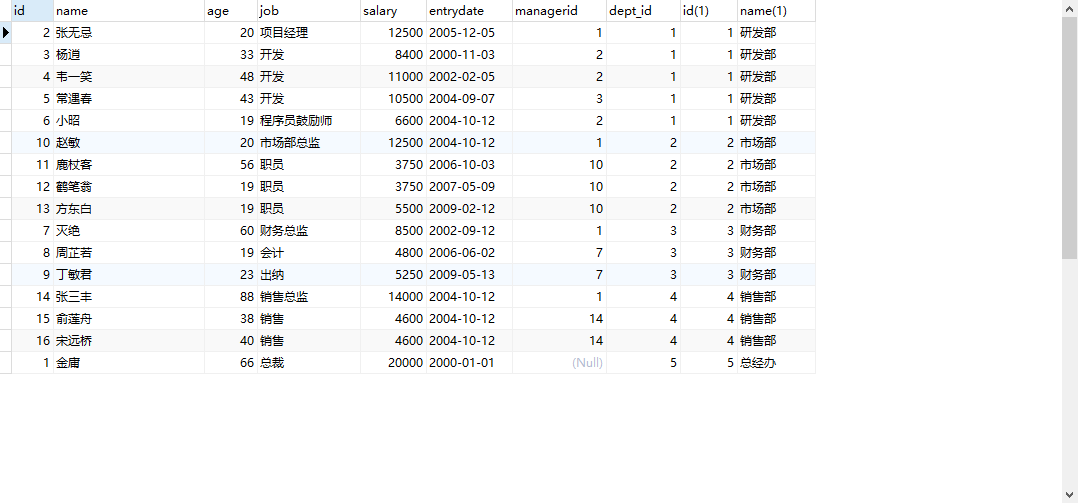 id name age job salary entrydate managerid dept_id id(1) name(1)
2 张无忌 20 项目经理 12500 2005-12-05 1 1 1 研发部
3 杨逍 33 开发 8400 2000-11-03 2 1 1 研发部
4 韦一笑 48 开发 11000 2002-02-05 2 1 1 研发部
5 常遇春 43 开发 10500 2004-09-07 3 1 1 研发部
6 小昭 19 程序员鼓励师 6600 2004-10-12 2 1 1 研发部
10 赵敏 20 市场部总监 12500 2004-10-12 1 2 2 市场部
11 鹿杖客 56 职员 3750 2006-10-03 10 2 2 市场部
12 鹤笔翁 19 职员 3750 2007-05-09 10 2 2 市场部
13 方东白 19 职员 5500 2009-02-12 10 2 2 市场部
7 灭绝 60 财务总监 8500 2002-09-12 1 3 3 财务部
8 周芷若 19 会计 4800 2006-06-02 7 3 3 财务部
9 丁敏君 23 出纳 5250 2009-05-13 7 3 3 财务部
14 张三丰 88 销售总监 14000 2004-10-12 1 4 4 销售部
15 俞莲舟 38 销售 4600 2004-10-12 14 4 4 销售部
16 宋远桥 40 销售 4600 2004-10-12 14 4 4 销售部
1 金庸 66 总裁 20000 2000-01-01 (Null) 5 5 总经办